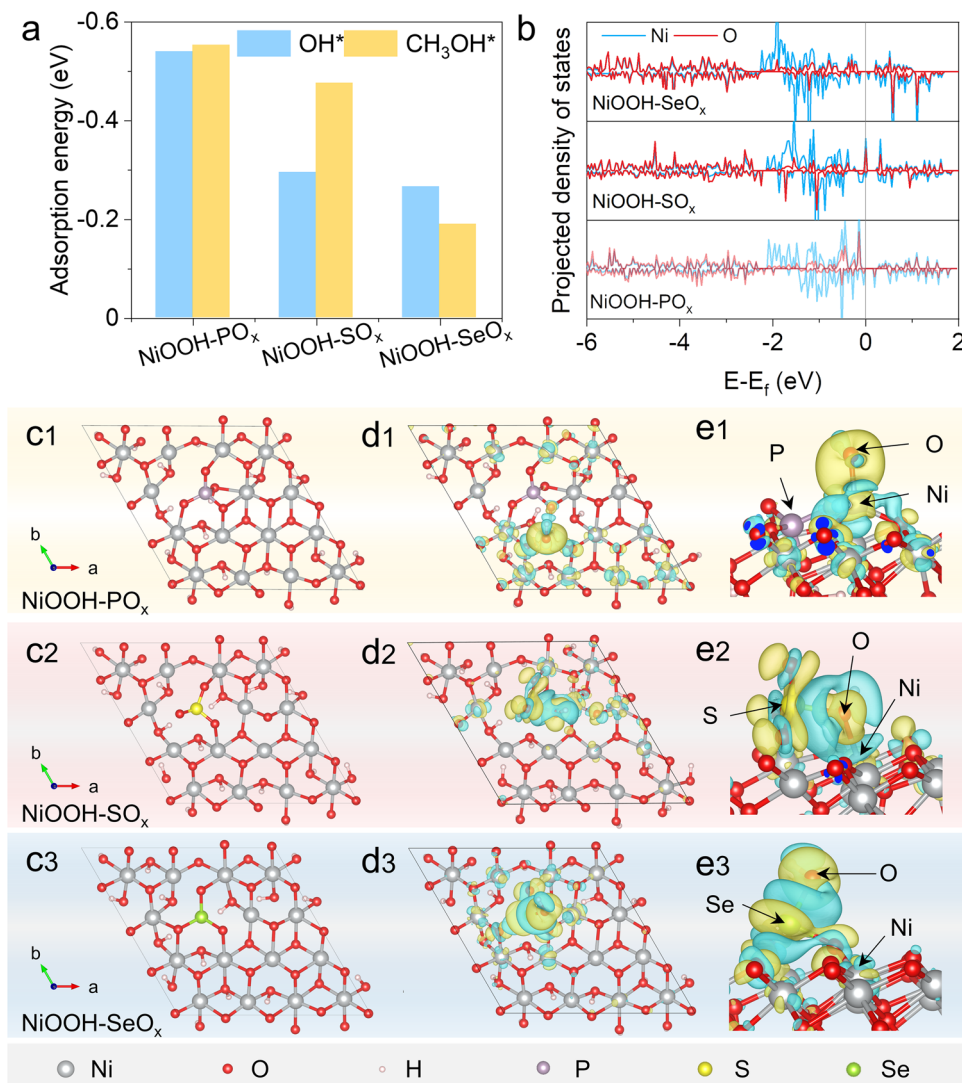 a
-0.6
-0.4
-0.2
0
Adsorption energy (eV)
OH*
CH₃OH*
NiOOH-POₓ
NiOOH-SOₓ
NiOOH-SeOₓ
b
Projected density of states
Ni
O
NiOOH-SeOₓ
NiOOH-SOₓ
NiOOH-POₓ
-6
-4
-2
0
2
E-E_f (eV)
c1
b
a
NiOOH-POₓ
d1
e1
P
O
Ni
c2
b
a
NiOOH-SOₓ
d2
e2
O
Ni
S
c3
b
a
NiOOH-SeOₓ
d3
e3
O
Se
Ni
Ni
O
H
P
S
Se